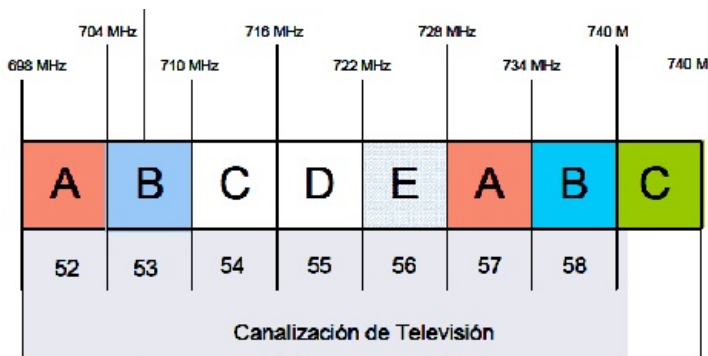 704 MHz 716 MHz 728 MHz 740 M
698 MHz 710 MHz 722 MHz 734 MHz 740 M
A B C D E A B C
52 53 54 55 56 57 58
Canalización de Televisión